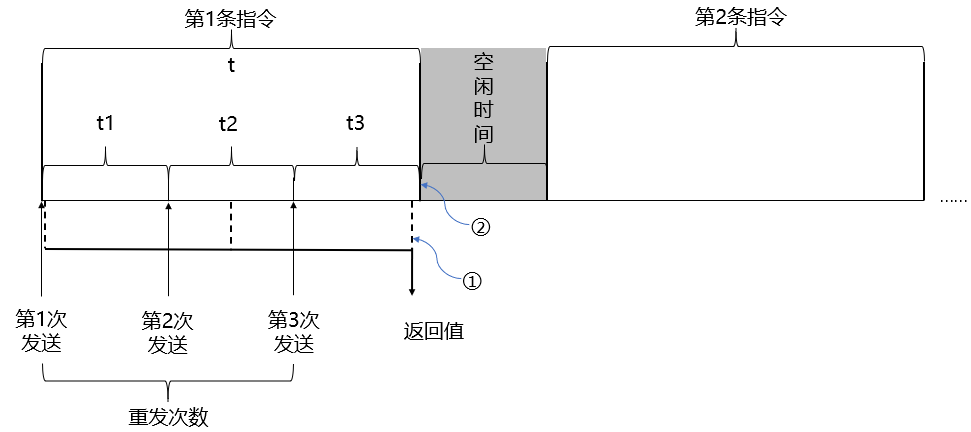 第1条指令
第2条指令
t
空
闲
时
间
t1
t2
t3
……
②
①
第1次
发送
第2次
发送
第3次
发送
返回值
重发次数